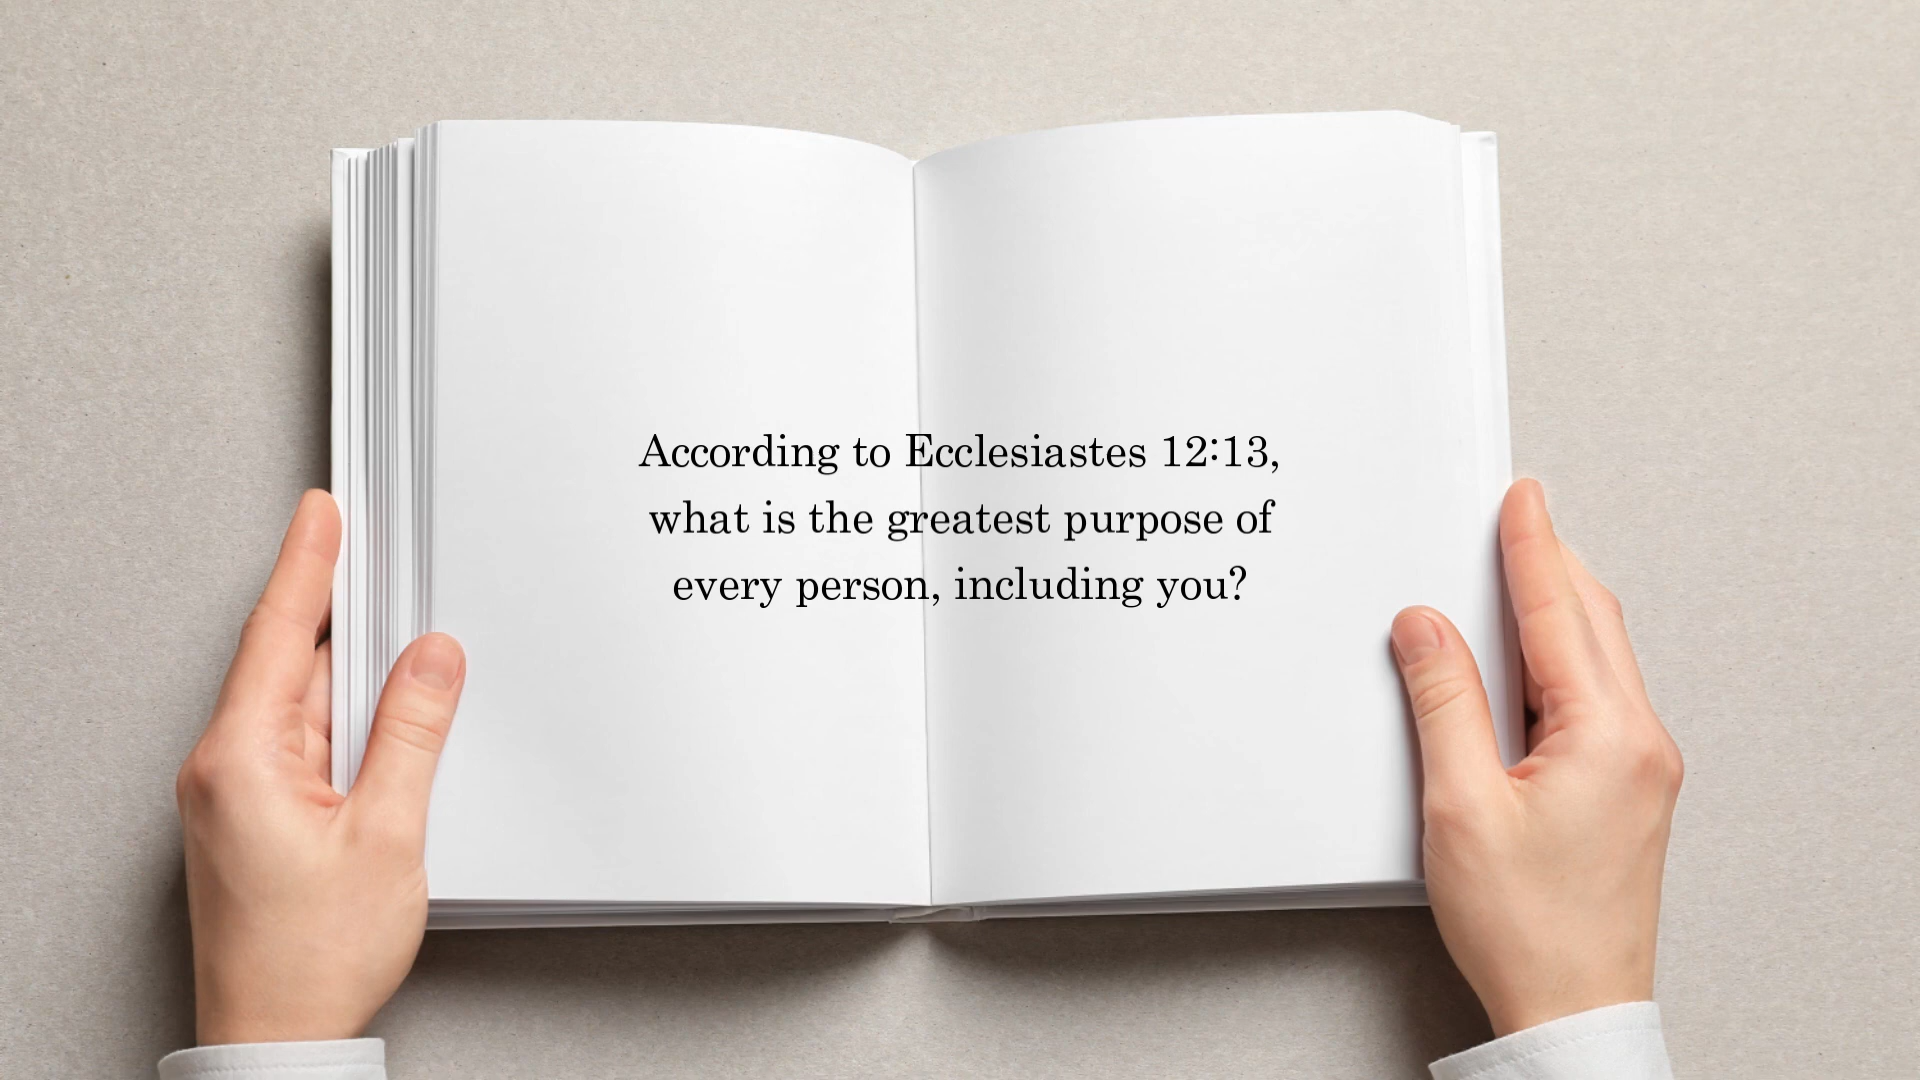 According to Ecclesiastes 12:13,
what is the greatest purpose of
every person, including you?